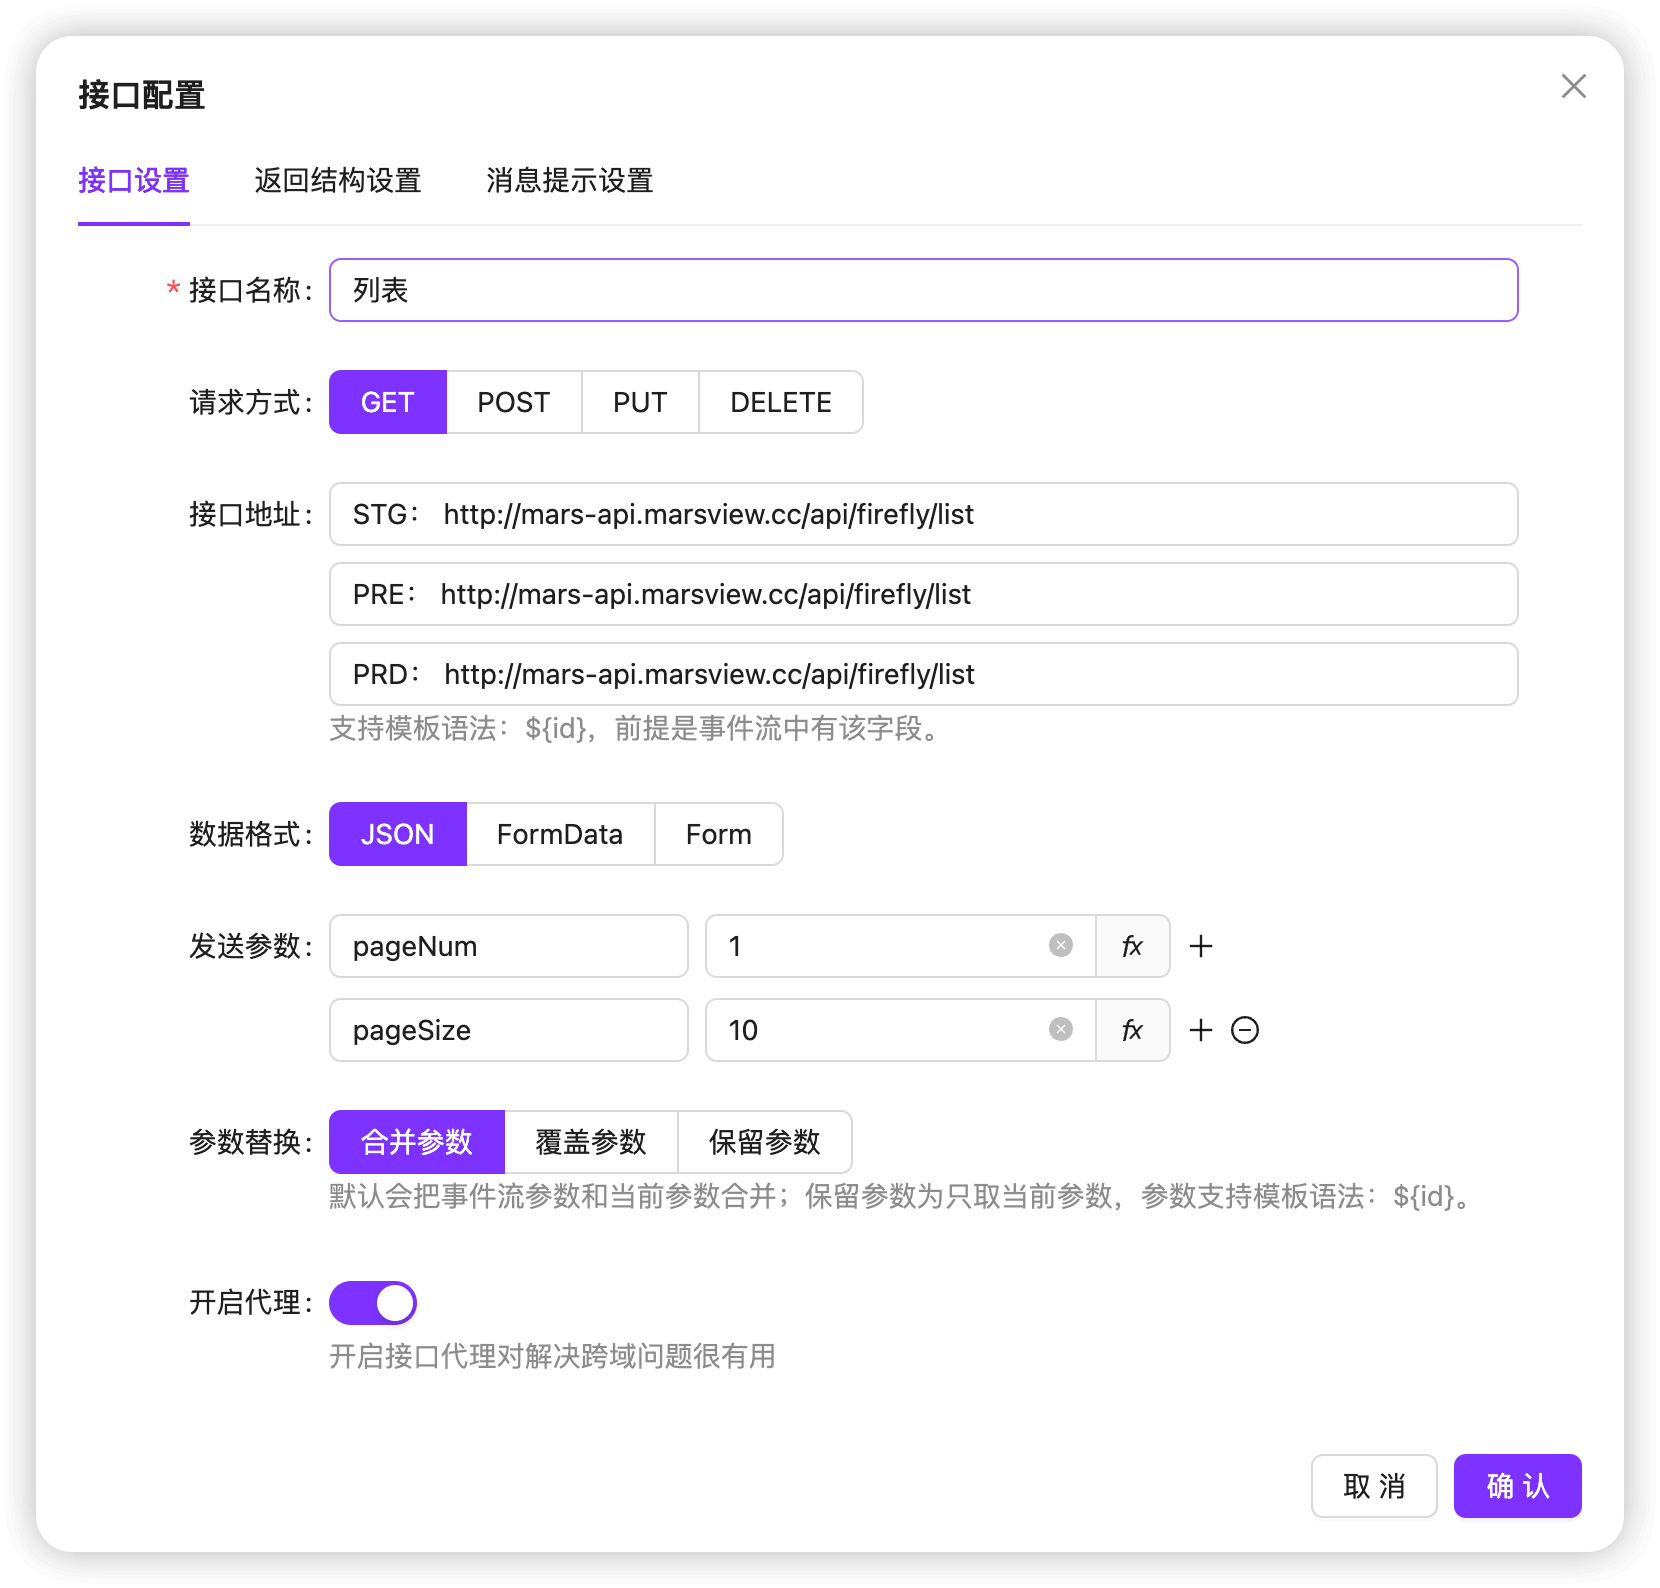 接口配置
接口设置 返回结构设置 消息提示设置
* 接口名称: 列表
请求方式: GET POST PUT DELETE
接口地址: STG： http://mars-api.marsview.cc/api/firefly/list
PRE： http://mars-api.marsview.cc/api/firefly/list
PRD： http://mars-api.marsview.cc/api/firefly/list
支持模板语法：${id}，前提是事件流中有该字段。
数据格式: JSON FormData Form
发送参数: pageNum 1 fx
pageSize 10 fx
参数替换: 合并参数 覆盖参数 保留参数
默认会把事件流参数和当前参数合并；保留参数为只取当前参数，参数支持模板语法：${id}。
开启代理:
开启接口代理对解决跨域问题很有用
取 消 确 认